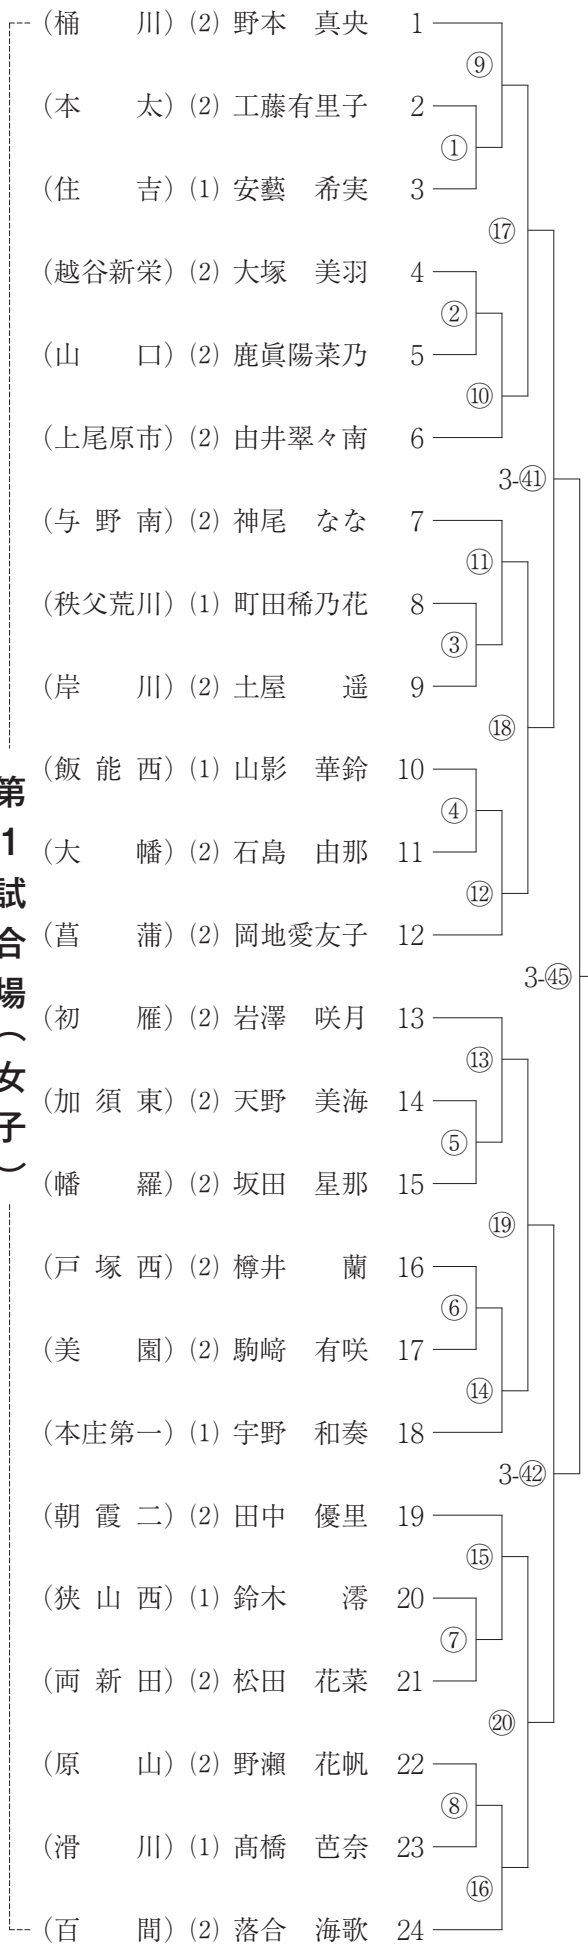 第1試合場（女子）
（桶川）(2) 野本 真央 1
（本太）(2) 工藤有里子 2
（住吉）(1) 安藝 希実 3
（越谷新栄）(2) 大塚 美羽 4
（山口）(2) 鹿眞陽菜乃 5
（上尾原市）(2) 由井翠々南 6
（与野南）(2) 神尾 なな 7
（秩父荒川）(1) 町田稀乃花 8
（岸川）(2) 土屋 遥 9
（飯能西）(1) 山影 華鈴 10
（大幡）(2) 石島 由那 11
（菖蒲）(2) 岡地愛友子 12
（初雁）(2) 岩澤 咲月 13
（加須東）(2) 天野 美海 14
（幡羅）(2) 坂田 星那 15
（戸塚西）(2) 樽井 蘭 16
（美園）(2) 駒﨑 有咲 17
（本庄第一）(1) 宇野 和奏 18
（朝霞二）(2) 田中 優里 19
（狭山西）(1) 鈴木 澪 20
（両新田）(2) 松田 花菜 21
（原山）(2) 野瀬 花帆 22
（滑川）(1) 髙橋 芭奈 23
（百間）(2) 落合 海歌 24
⑨
①
⑰
②
⑩
3-㊶
⑪
③
⑱
④
⑫
3-㊺
⑬
⑤
⑲
⑥
⑭
3-㊷
⑮
⑦
⑳
⑧
⑯